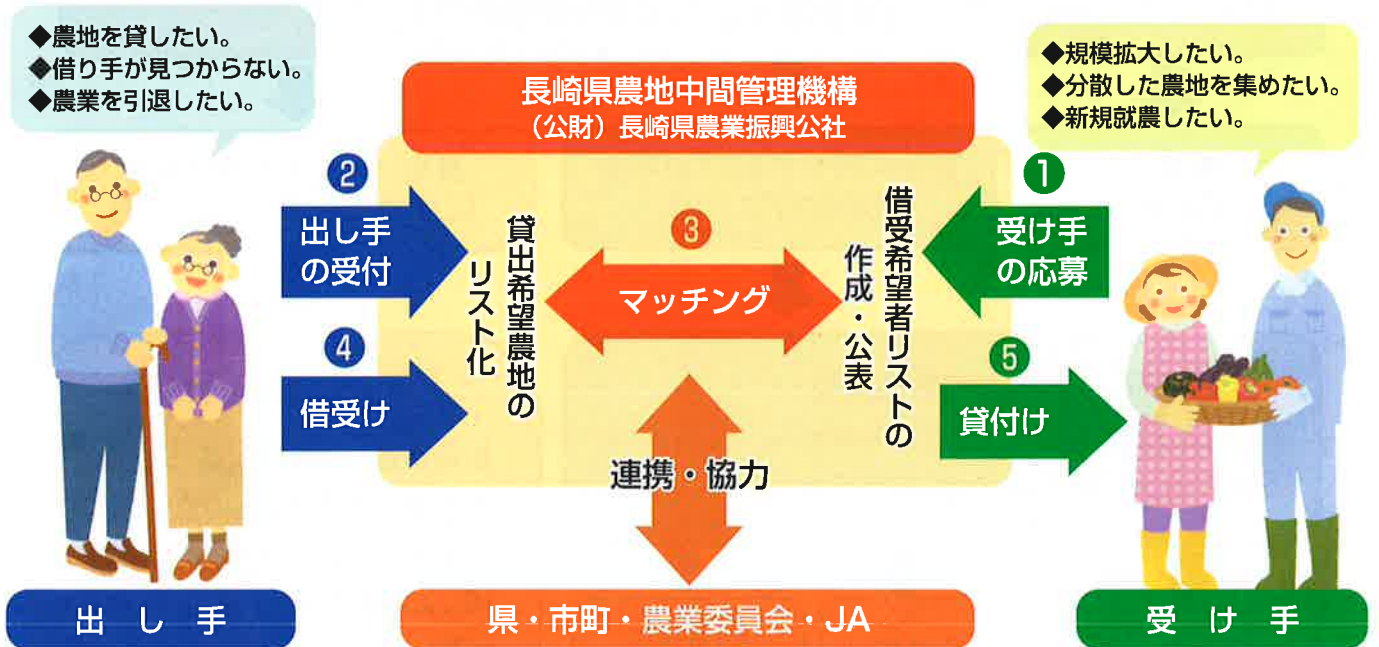 ◆農地を貸したい。
◆借り手が見つからない。
◆農業を引退したい。
長崎県農地中間管理機構
（公財）長崎県農業振興公社
◆規模拡大したい。
◆分散した農地を集めたい。
◆新規就農したい。
❷
出し手
の受付
❹
借受け
貸出希望農地の
リスト化
❸
マッチング
借受希望者リストの
作成・公表
❶
受け手
の応募
❺
貸付け
連携・協力
出し手
県・市町・農業委員会・JA
受け手